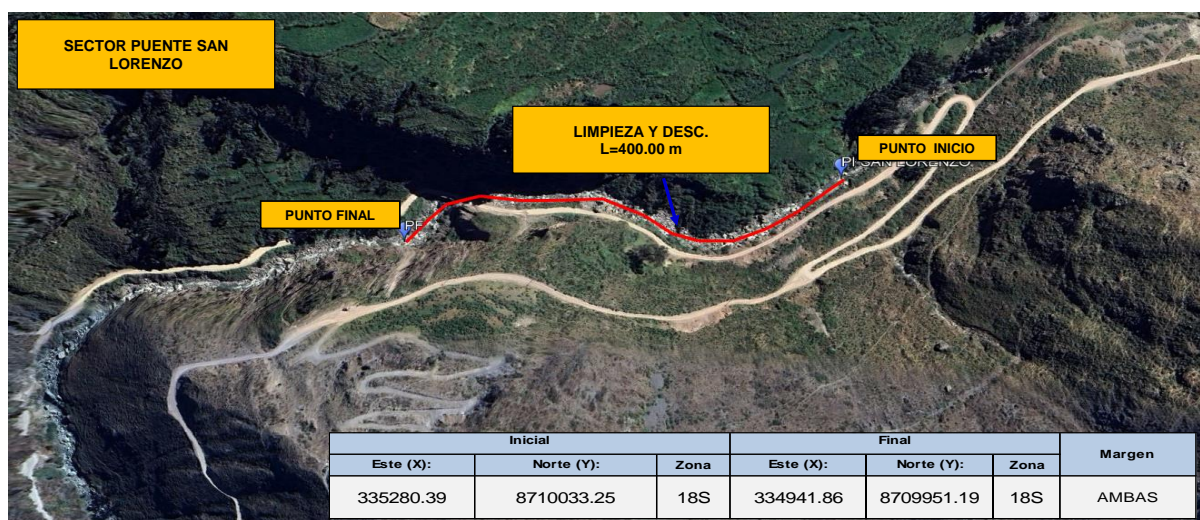 SECTOR PUENTE SAN
LORENZO
LIMPIEZA Y DESC.
L=400.00 m
PUNTO INICIO
PI SAN LORENZO.
PUNTO FINAL
PF
Inicial Final Margen
Este (X): Norte (Y): Zona Este (X): Norte (Y): Zona
335280.39 8710033.25 18S 334941.86 8709951.19 18S AMBAS